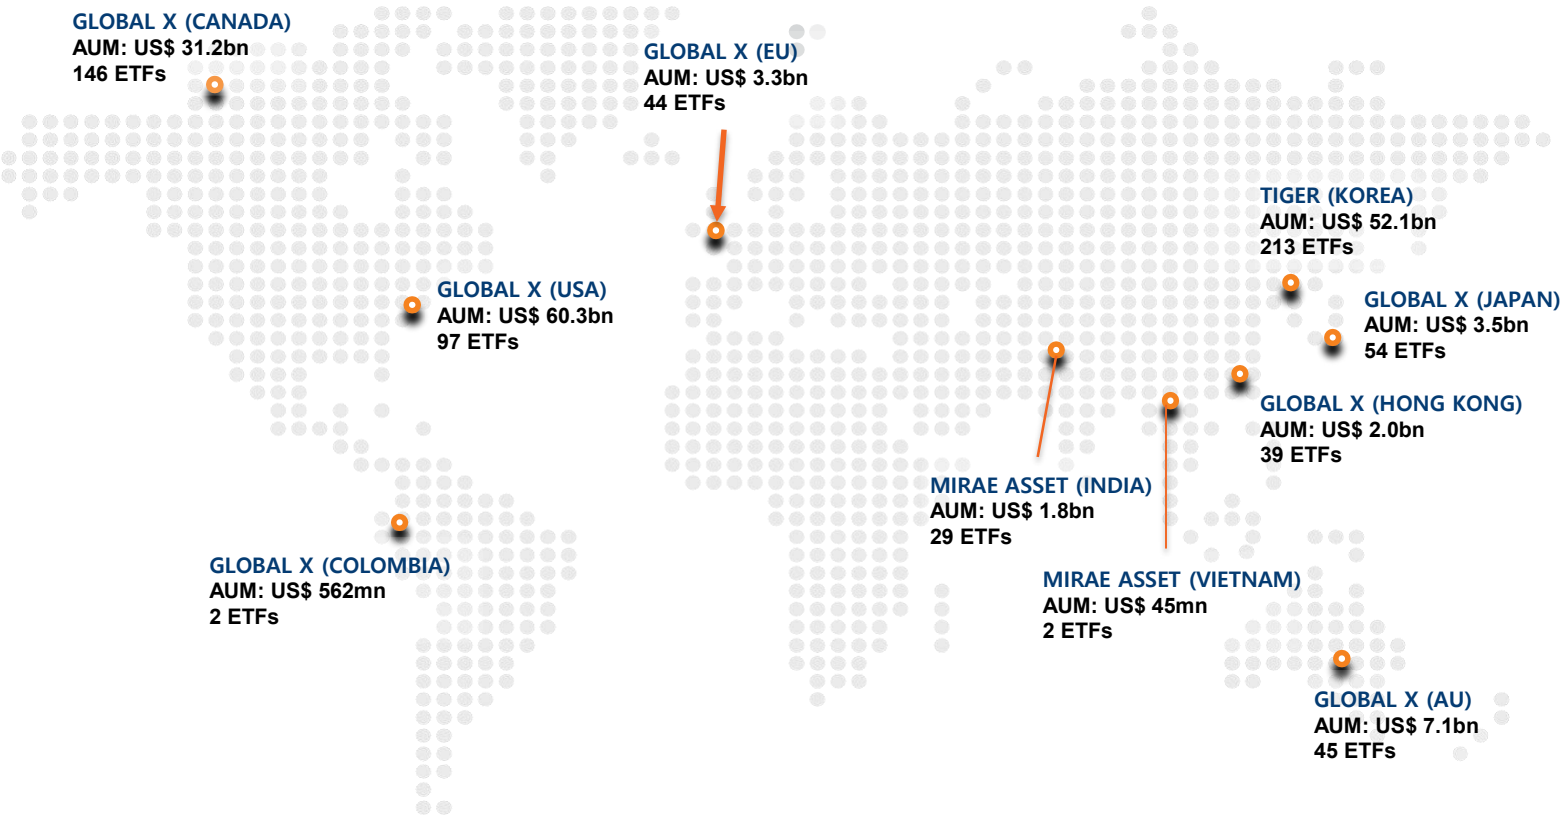 GLOBAL X (CANADA)
AUM: US$ 31.2bn
146 ETFs
GLOBAL X (EU)
AUM: US$ 3.3bn
44 ETFs
TIGER (KOREA)
AUM: US$ 52.1bn
213 ETFs
GLOBAL X (USA)
AUM: US$ 60.3bn
97 ETFs
GLOBAL X (JAPAN)
AUM: US$ 3.5bn
54 ETFs
GLOBAL X (HONG KONG)
AUM: US$ 2.0bn
39 ETFs
MIRAE ASSET (INDIA)
AUM: US$ 1.8bn
29 ETFs
GLOBAL X (COLOMBIA)
AUM: US$ 562mn
2 ETFs
MIRAE ASSET (VIETNAM)
AUM: US$ 45mn
2 ETFs
GLOBAL X (AU)
AUM: US$ 7.1bn
45 ETFs